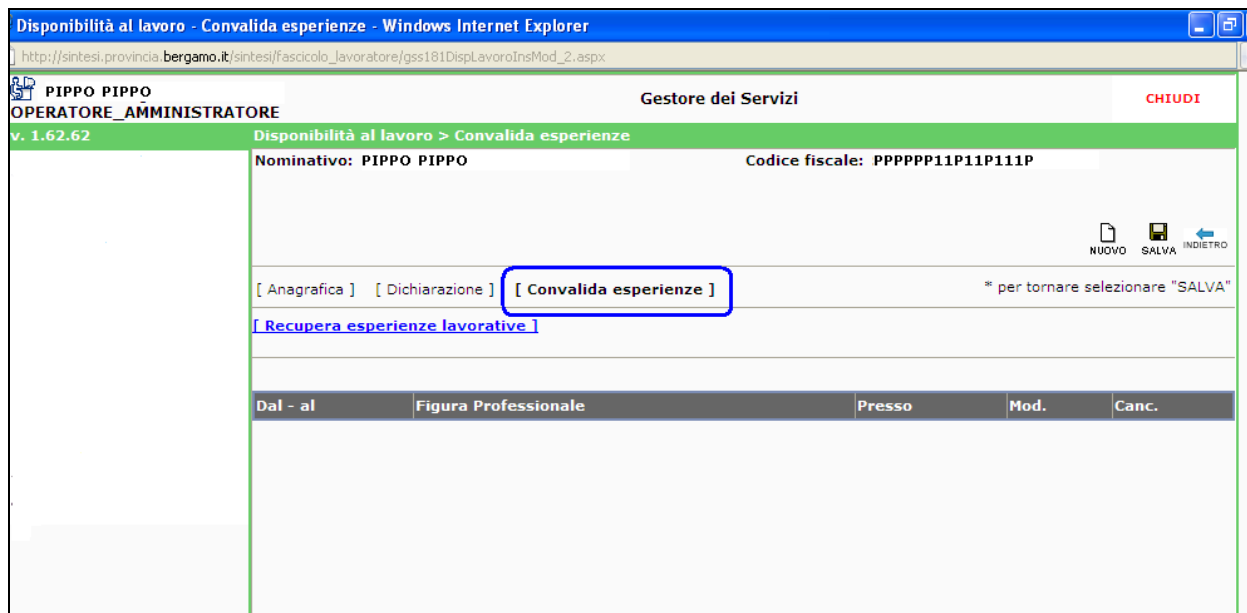 Disponibilità al lavoro - Convalida esperienze - Windows Internet Explorer
http://sintesi.provincia.bergamo.it/sintesi/fascicolo_lavoratore/gss181DispLavoroInsMod_2.aspx
PIPPO PIPPO
OPERATORE_AMMINISTRATORE
Gestore dei Servizi
CHIUDI
v. 1.62.62
Disponibilità al lavoro > Convalida esperienze
Nominativo: PIPPO PIPPO
Codice fiscale: PPPPPP11P11P111P
NUOVO SALVA INDIETRO
[ Anagrafica ] [ Dichiarazione ] [ Convalida esperienze ] * per tornare selezionare "SALVA"
[ Recupera esperienze lavorative ]
Dal - al Figura Professionale Presso Mod. Canc.